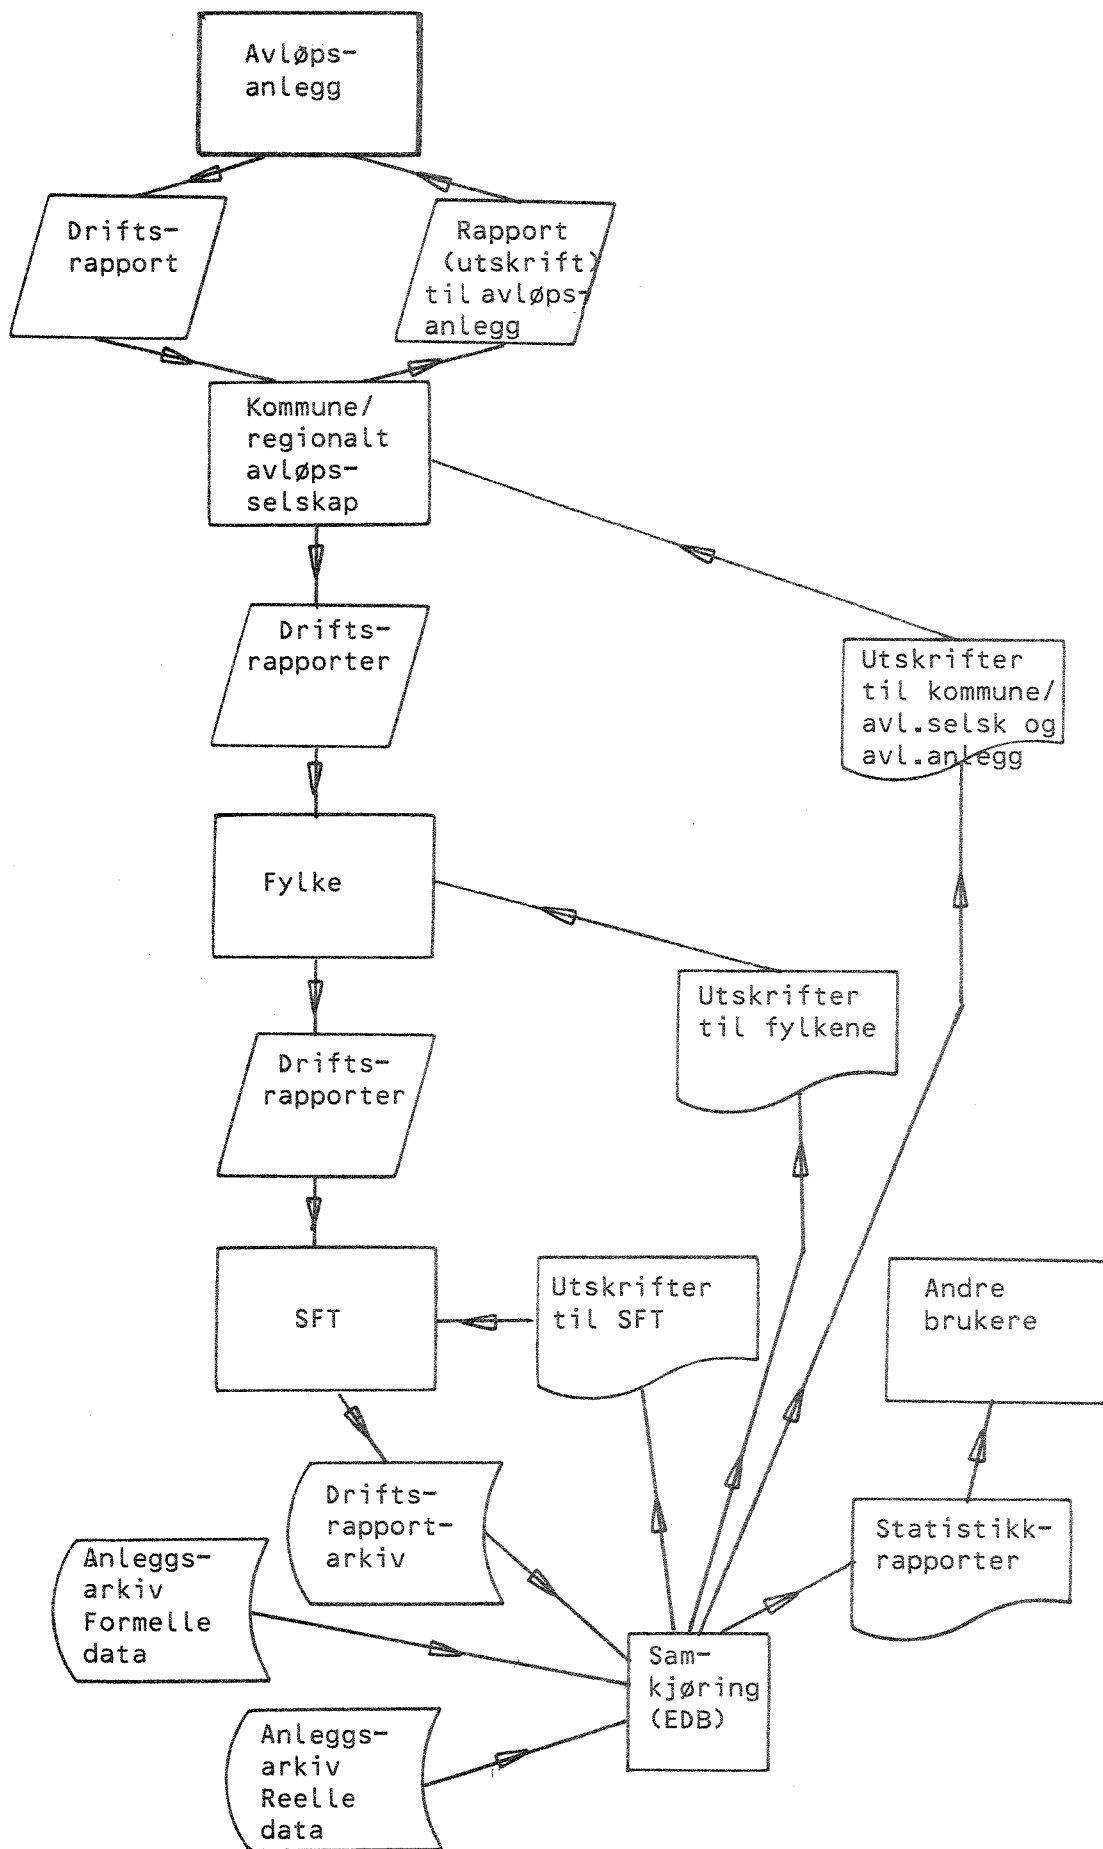 Avløps-
anlegg
Drifts-
rapport
Rapport
(utskrift)
til avløps-
anlegg
Kommune/
regionalt
avløps-
selskap
Drifts-
rapporter
Utskrifter
til kommune/
avl.selsk og
avl.anlegg
Fylke
Utskrifter
til fylkene
Drifts-
rapporter
SFT
Utskrifter
til SFT
Andre
brukere
Drifts-
rapport-
arkiv
Statistikk-
rapporter
Anleggs-
arkiv
Formelle
data
Sam-
kjøring
(EDB)
Anleggs-
arkiv
Reelle
data